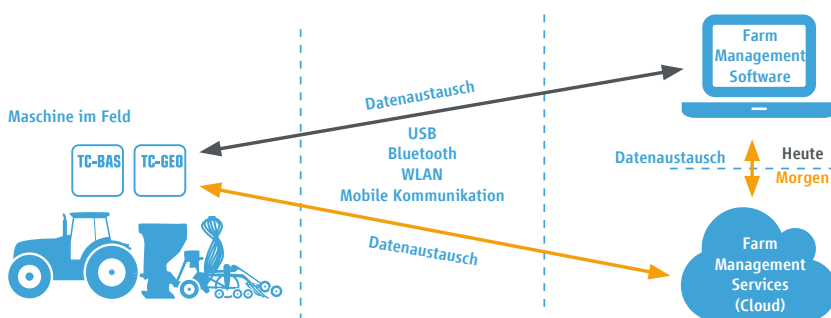 Maschine im Feld
TC-BAS
TC-GEO
Datenaustausch
USB
Bluetooth
WLAN
Mobile Kommunikation
Datenaustausch
Farm
Management
Software
Datenaustausch
Heute
Morgen
Farm
Management
Services
(Cloud)